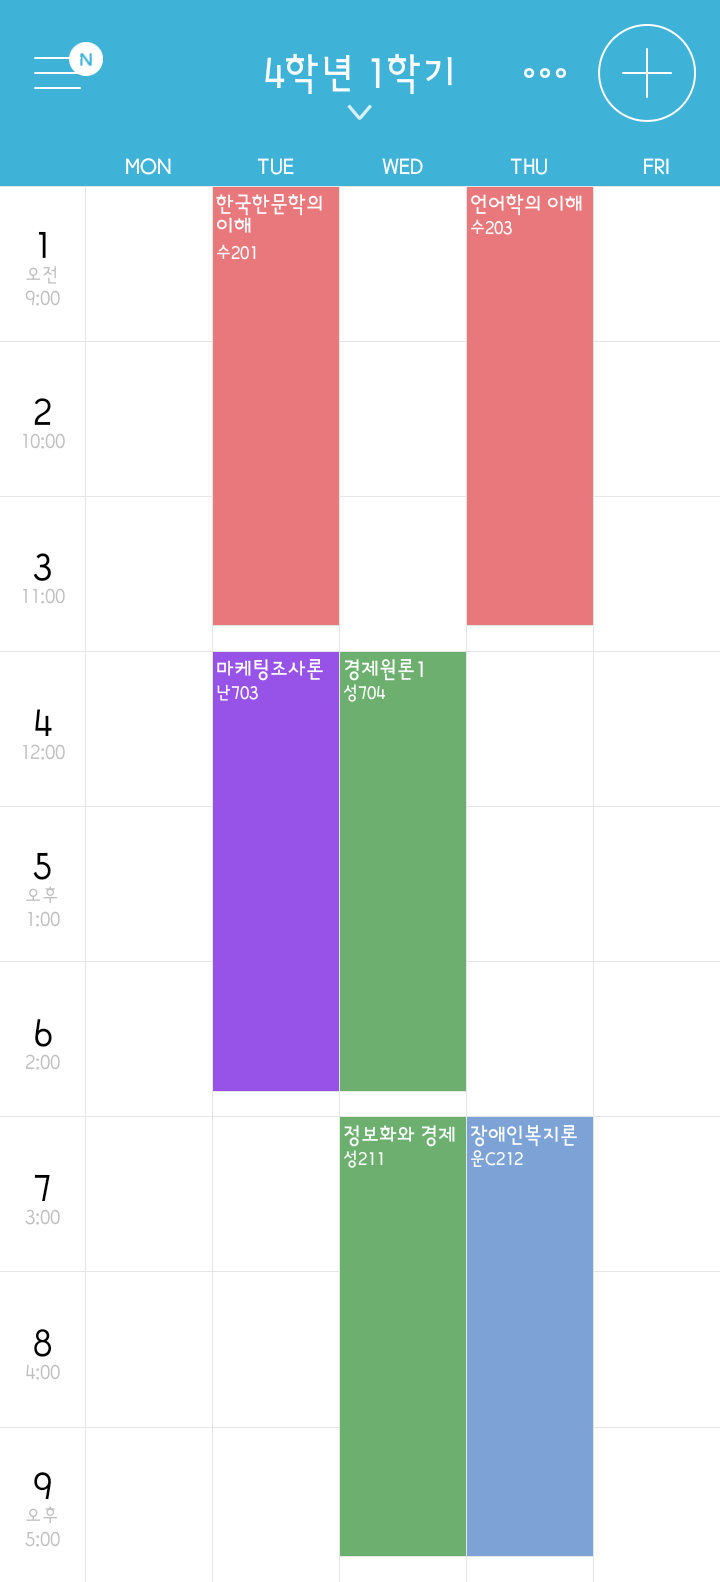 N
4학년 1학기
MON TUE WED THU FRI
1
오전
9:00
한국한문학의
이해
수201
언어학의 이해
수203
2
10:00
3
11:00
4
12:00
마케팅조사론
난703
경제원론1
성704
5
오후
1:00
6
2:00
7
3:00
정보화와 경제
성211
장애인복지론
운C212
8
4:00
9
오후
5:00